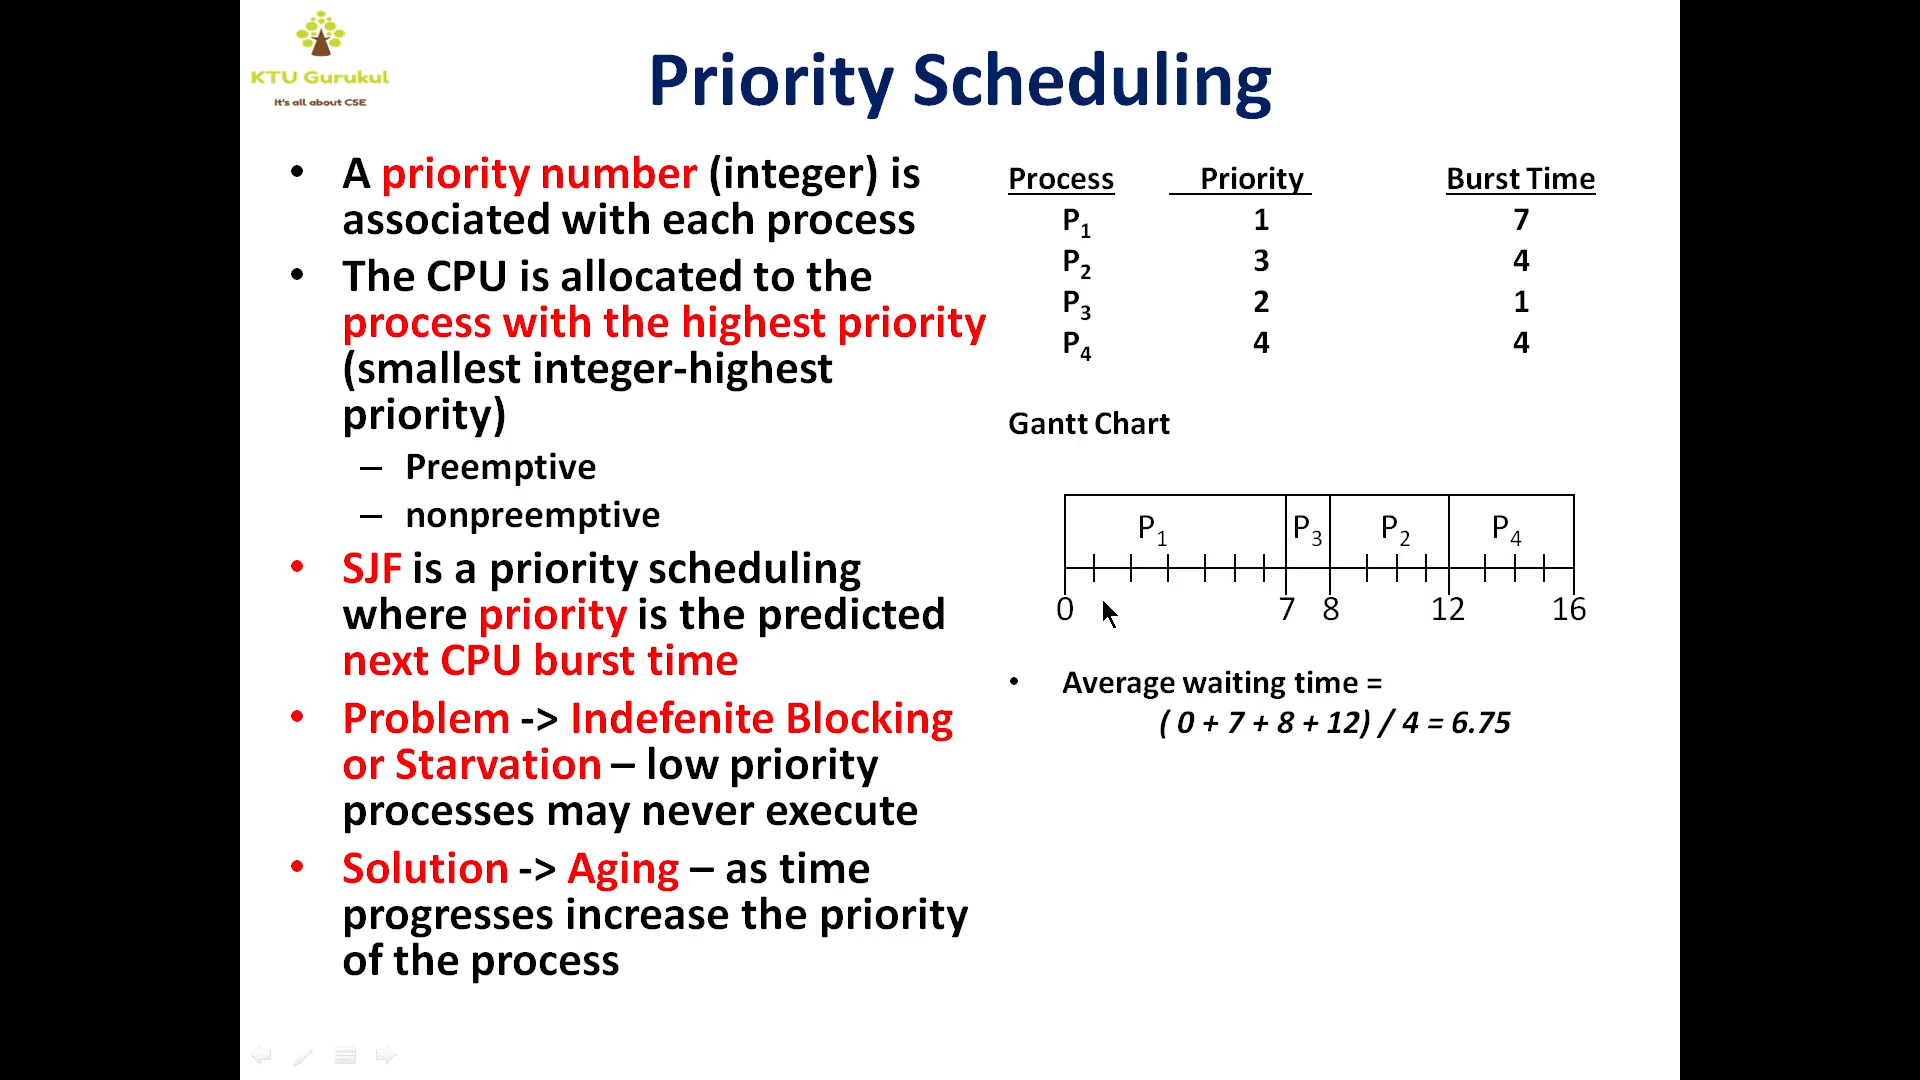 KTU Gurukul
It's all about CSE
Priority Scheduling
• A priority number (integer) is
associated with each process
• The CPU is allocated to the
process with the highest priority
(smallest integer-highest
priority)
– Preemptive
– nonpreemptive
• SJF is a priority scheduling
where priority is the predicted
next CPU burst time
• Problem -> Indefenite Blocking
or Starvation – low priority
processes may never execute
• Solution -> Aging – as time
progresses increase the priority
of the process
Process Priority Burst Time
P1 1 7
P2 3 4
P3 2 1
P4 4 4
Gantt Chart
P1 P3 P2 P4
0 7 8 12 16
• Average waiting time =
( 0 + 7 + 8 + 12) / 4 = 6.75